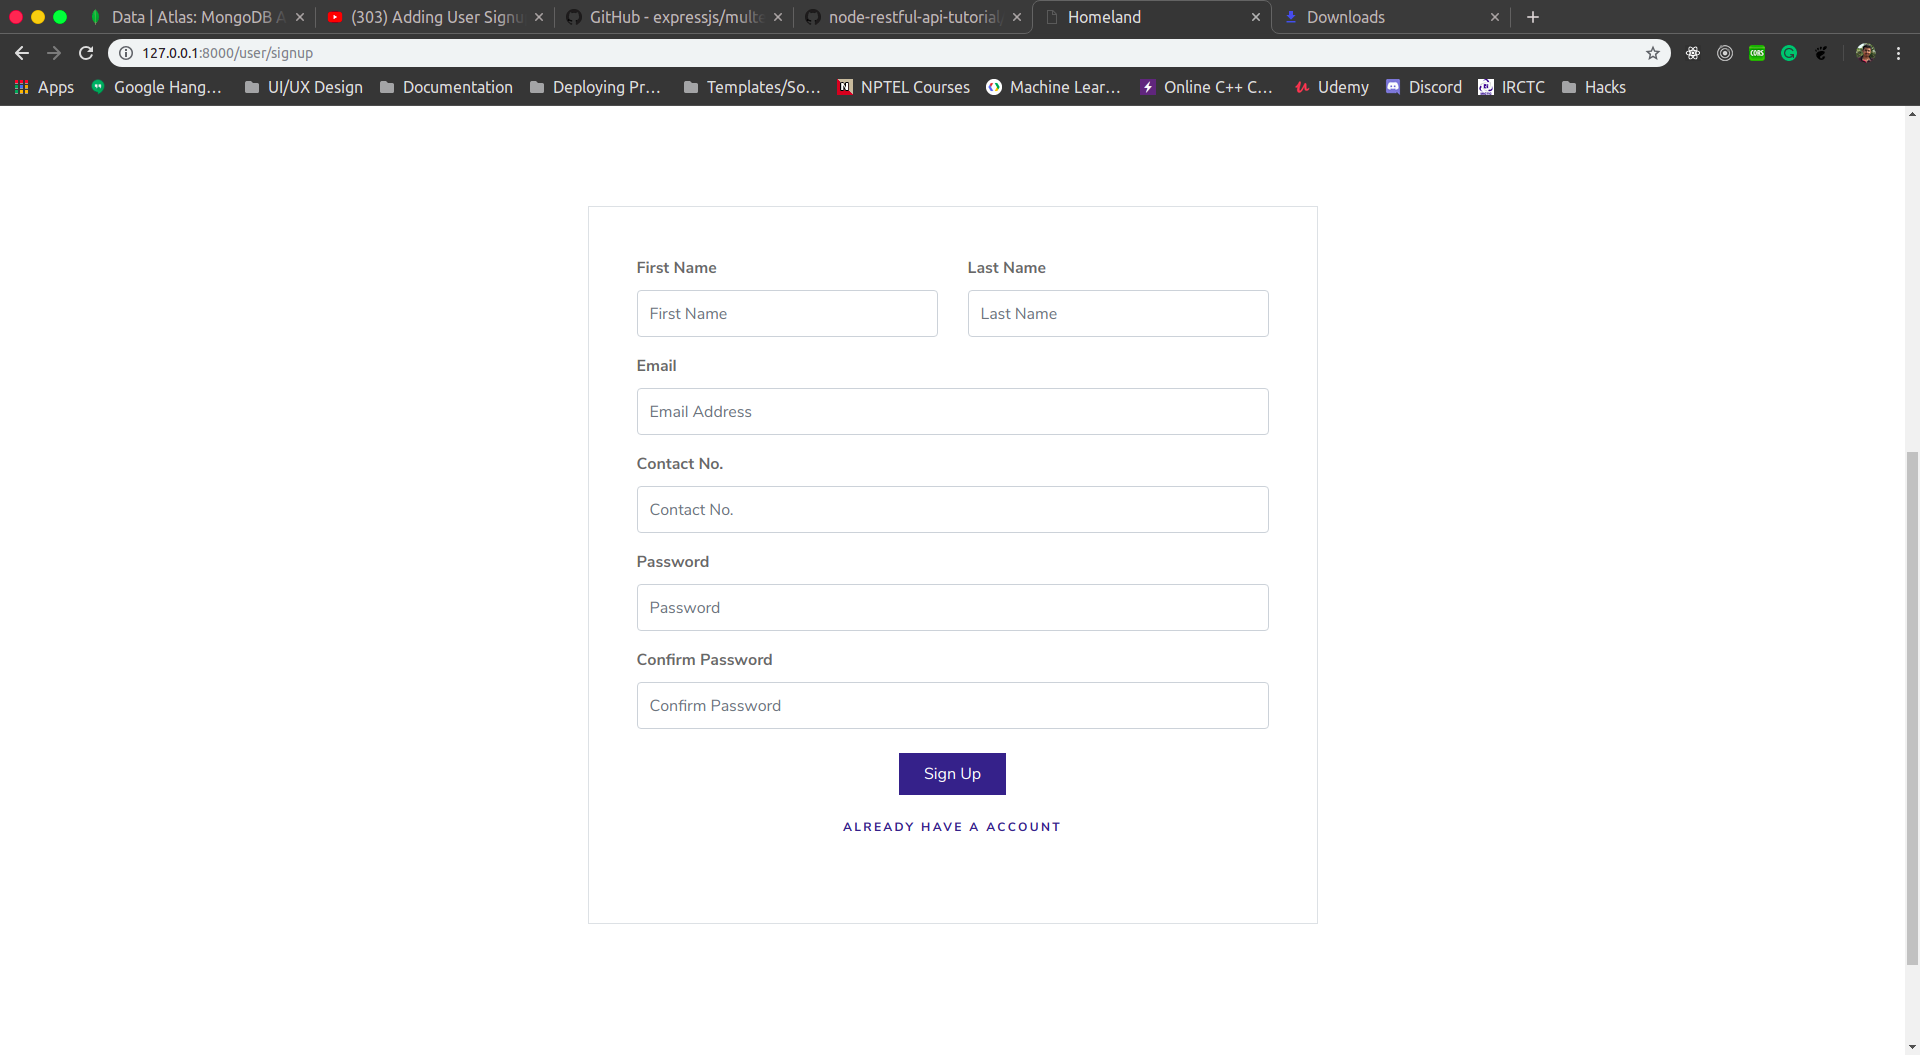 Data | Atlas: MongoDB A
(303) Adding User Signu
GitHub - expressjs/multe
node-restful-api-tutorial
Homeland
Downloads
127.0.0.1:8000/user/signup
Apps
Google Hang...
UI/UX Design
Documentation
Deploying Pr...
Templates/So...
NPTEL Courses
Machine Lear...
Online C++ C...
Udemy
Discord
IRCTC
Hacks
First Name
Last Name
First Name
Last Name
Email
Email Address
Contact No.
Contact No.
Password
Password
Confirm Password
Confirm Password
Sign Up
ALREADY HAVE A ACCOUNT